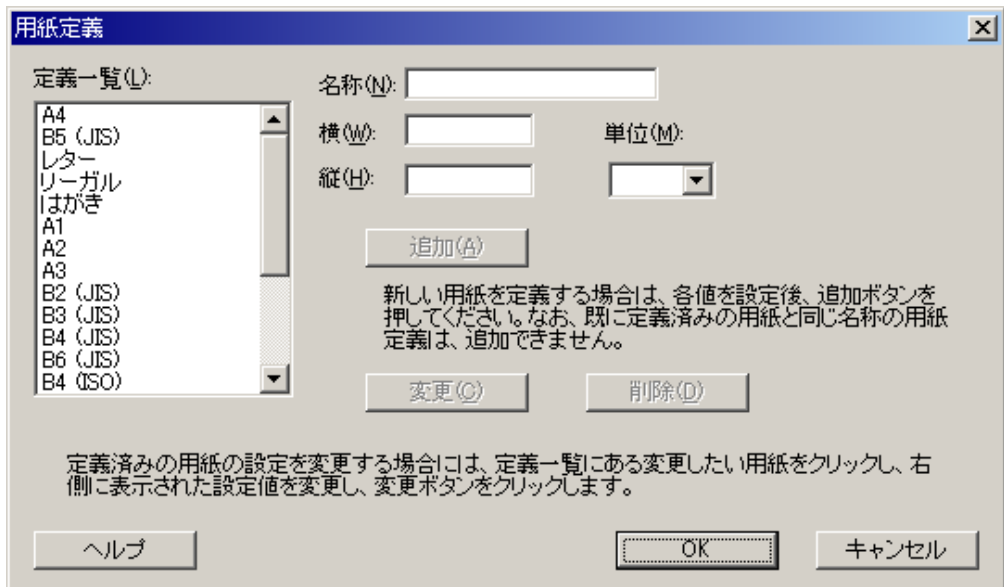 用紙定義
定義一覧(L):
A4
B5 (JIS)
レター
リーガル
はがき
A1
A2
A3
B2 (JIS)
B3 (JIS)
B4 (JIS)
B6 (JIS)
B4 (ISO)
名称(N):
横(W):
単位(M):
縦(H):
追加(A)
新しい用紙を定義する場合は、各値を設定後、追加ボタンを
押してください。なお、既に定義済みの用紙と同じ名称の用紙
定義は、追加できません。
変更(C)
削除(D)
定義済みの用紙の設定を変更する場合には、定義一覧にある変更したい用紙をクリックし、右
側に表示された設定値を変更し、変更ボタンをクリックします。
ヘルプ
OK
キャンセル